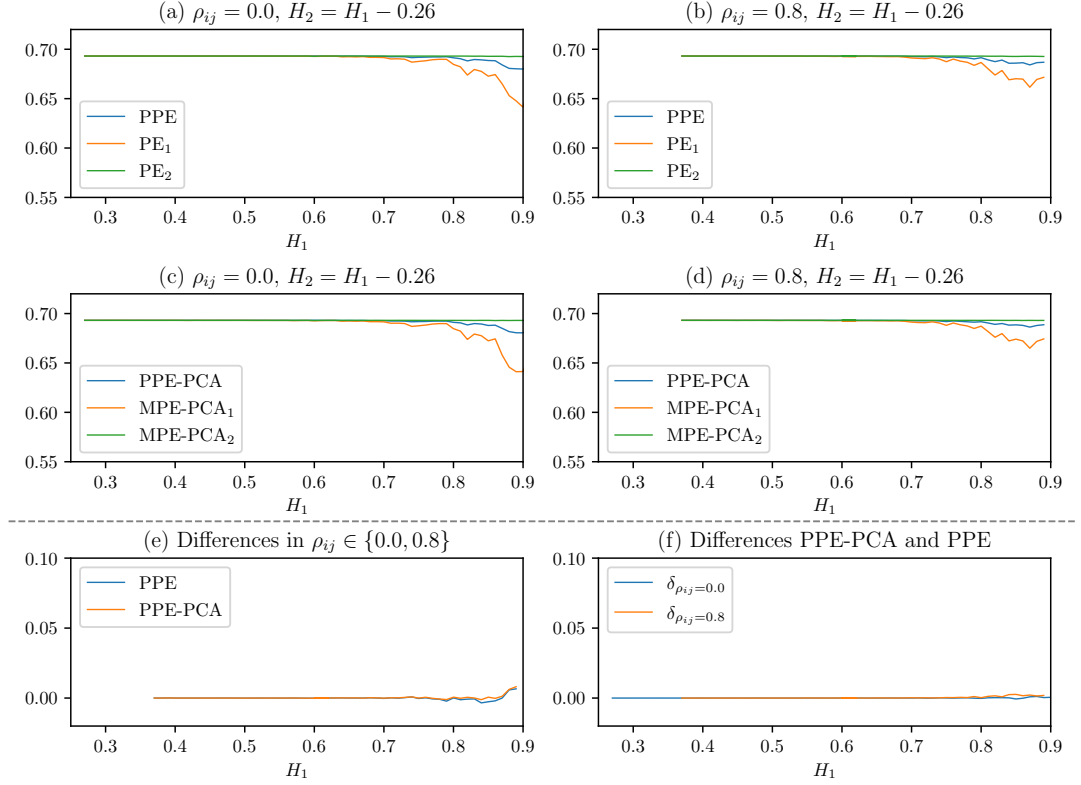 (a) ρij = 0.0, H2 = H1 − 0.26
0.70
0.65
0.60
0.55
PPE
PE1
PE2
0.3 0.4 0.5 0.6 0.7 0.8 0.9
H1
(b) ρij = 0.8, H2 = H1 − 0.26
0.70
0.65
0.60
0.55
PPE
PE1
PE2
0.3 0.4 0.5 0.6 0.7 0.8 0.9
H1
(c) ρij = 0.0, H2 = H1 − 0.26
0.70
0.65
0.60
0.55
PPE-PCA
MPE-PCA1
MPE-PCA2
0.3 0.4 0.5 0.6 0.7 0.8 0.9
H1
(d) ρij = 0.8, H2 = H1 − 0.26
0.70
0.65
0.60
0.55
PPE-PCA
MPE-PCA1
MPE-PCA2
0.3 0.4 0.5 0.6 0.7 0.8 0.9
H1
(e) Differences in ρij ∈ {0.0, 0.8}
0.10
0.05
0.00
PPE
PPE-PCA
0.3 0.4 0.5 0.6 0.7 0.8 0.9
H1
(f) Differences PPE-PCA and PPE
0.10
0.05
0.00
δρij=0.0
δρij=0.8
0.3 0.4 0.5 0.6 0.7 0.8 0.9
H1